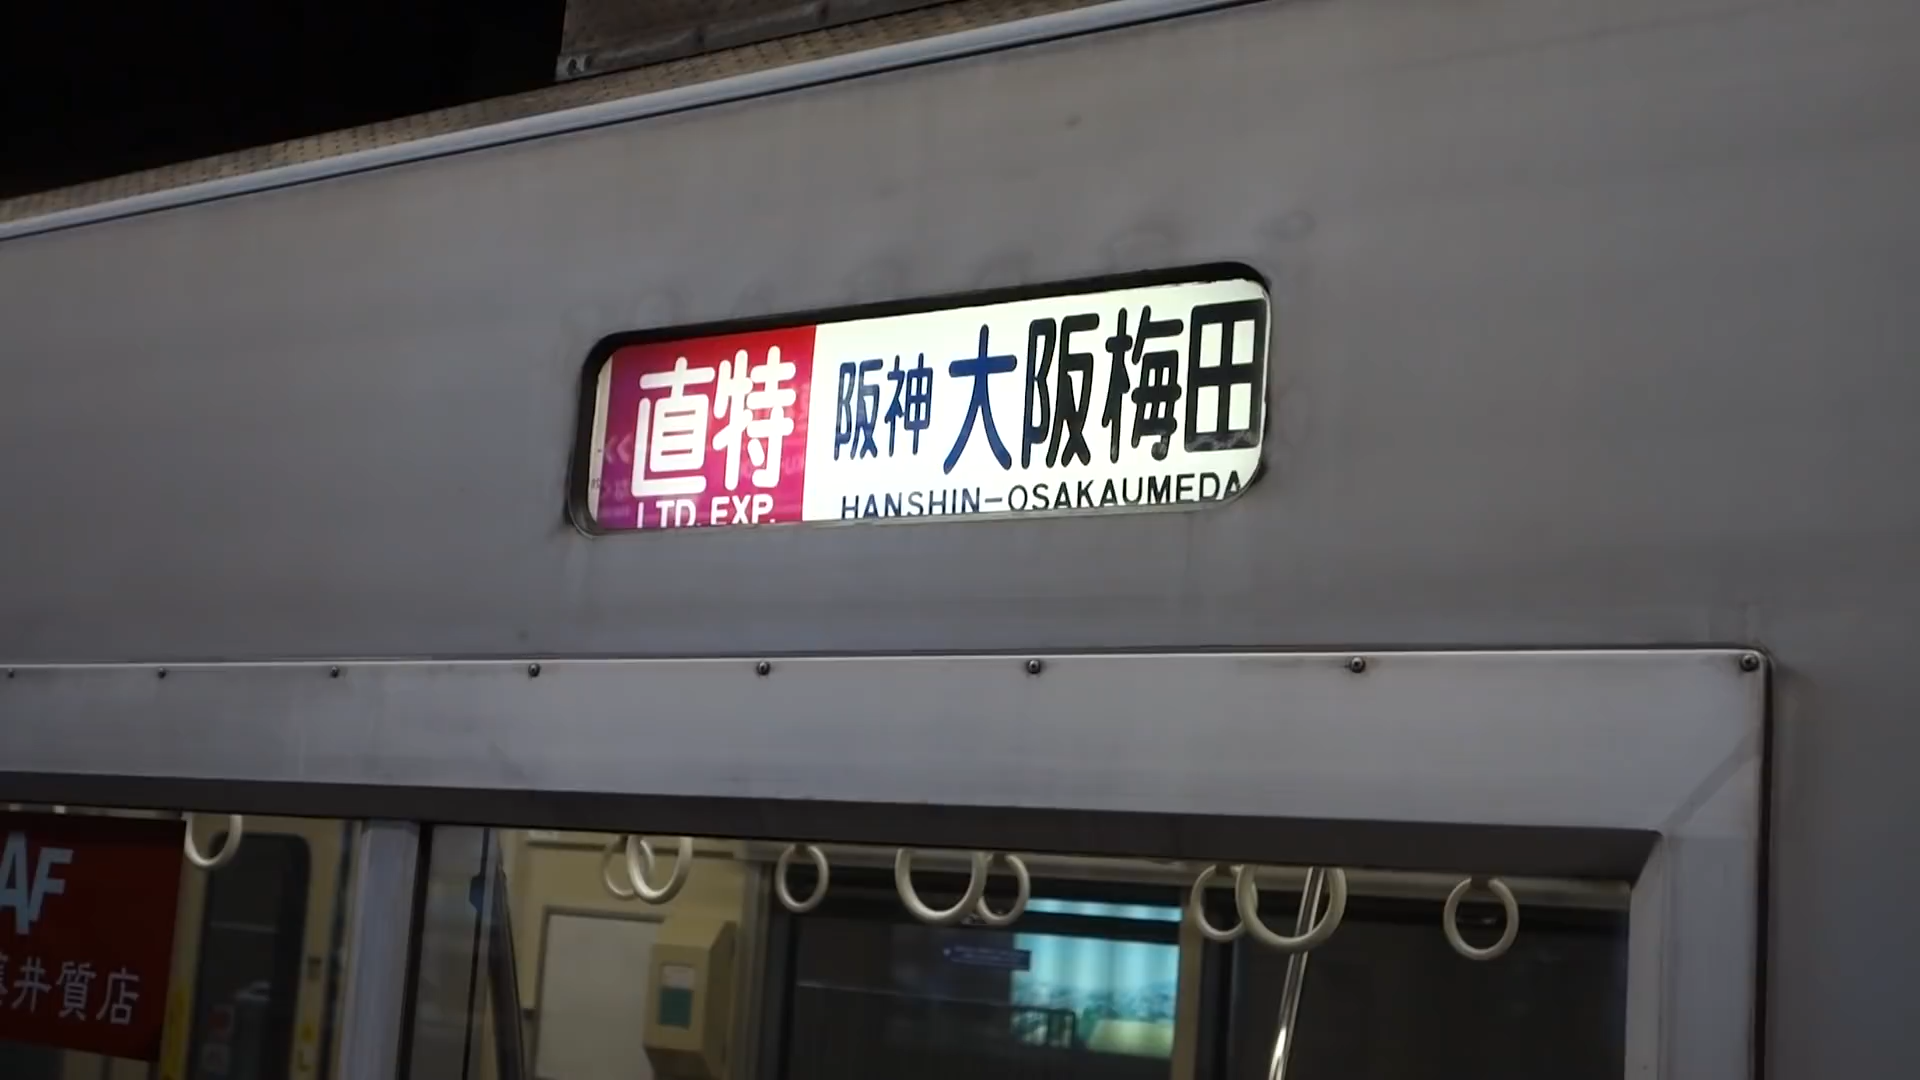 直特
LTD. EXP.
阪神 大阪梅田
HANSHIN-OSAKAUMEDA
AF
井質店